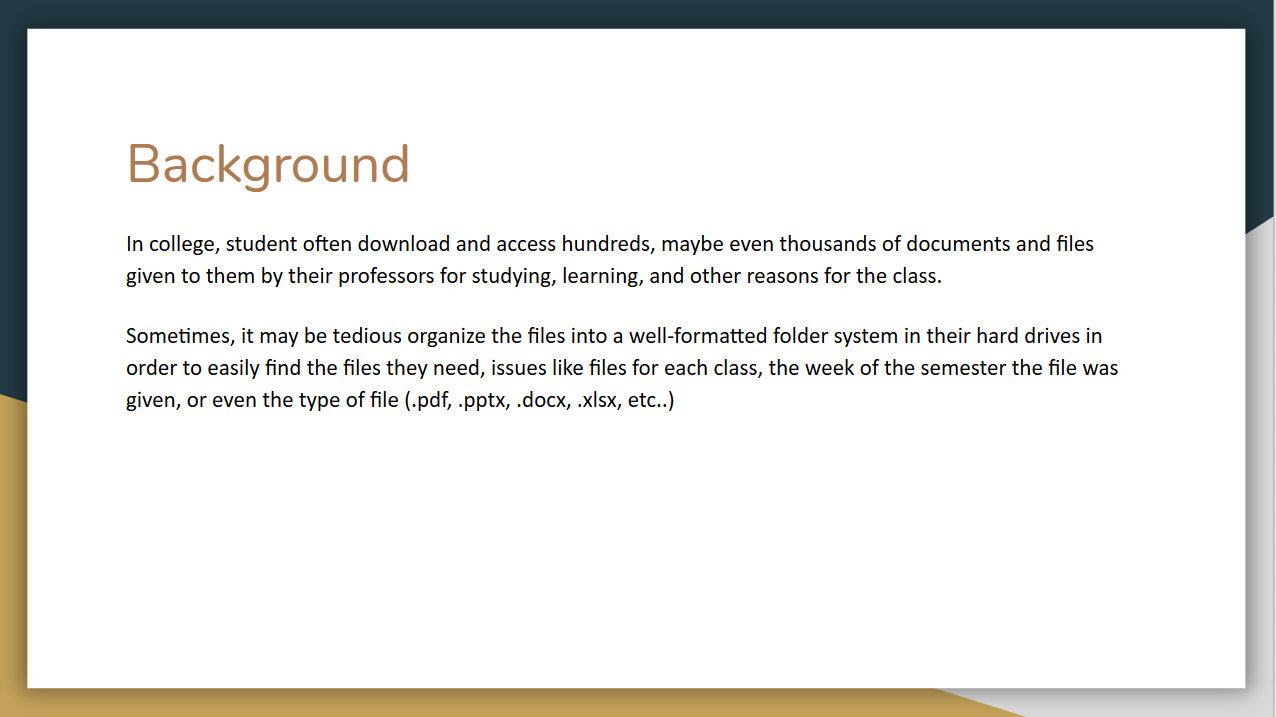 Background
In college, student often download and access hundreds, maybe even thousands of documents and files
given to them by their professors for studying, learning, and other reasons for the class.
Sometimes, it may be tedious organize the files into a well-formatted folder system in their hard drives in
order to easily find the files they need, issues like files for each class, the week of the semester the file was
given, or even the type of file (.pdf, .pptx, .docx, .xlsx, etc..)